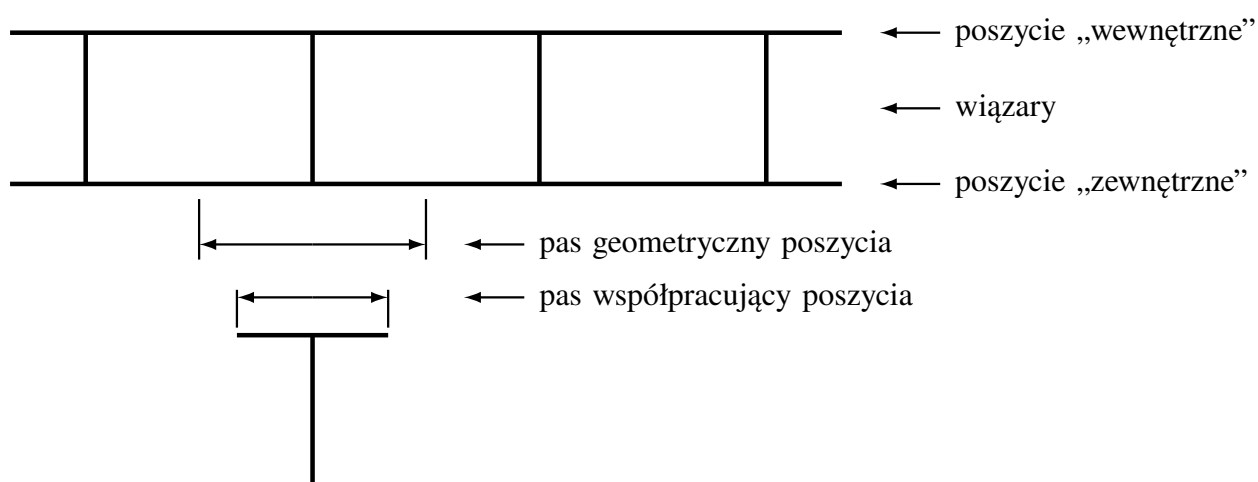 poszycie „wewnętrzne”
wiązary
poszycie „zewnętrzne”
pas geometryczny poszycia
pas współpracujący poszycia